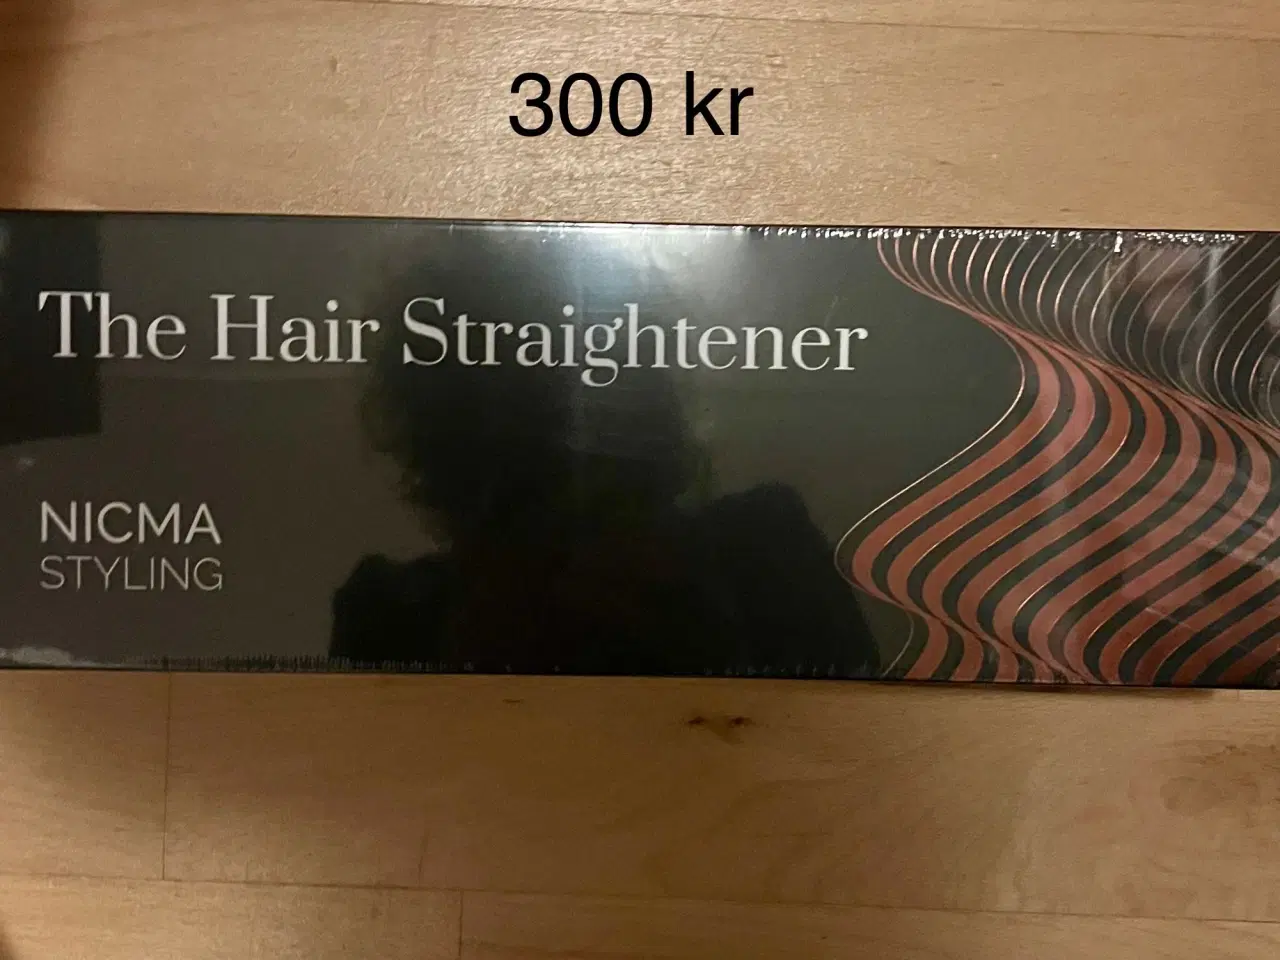 300 kr
The Hair Straightener
NICMA
STYLING